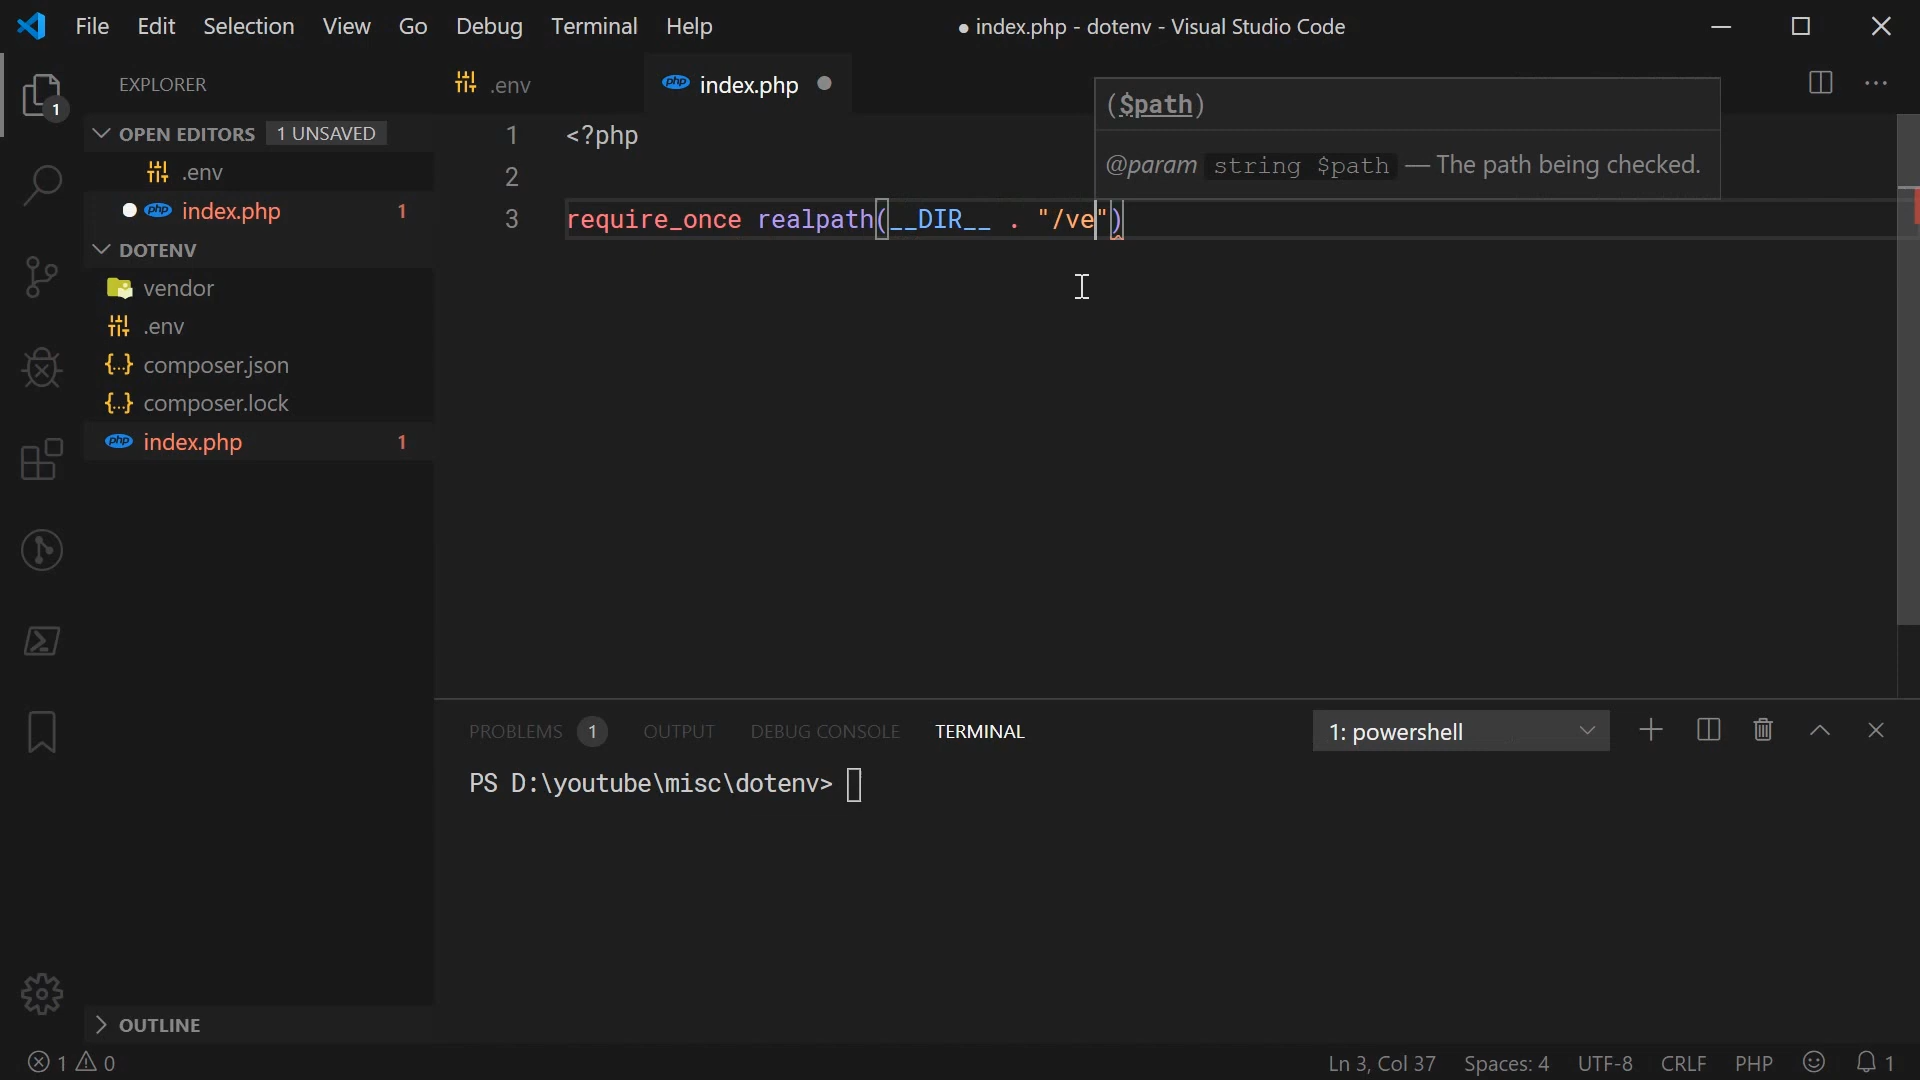 File Edit Selection View Go Debug Terminal Help
● index.php - dotenv - Visual Studio Code
1
EXPLORER
OPEN EDITORS 1 UNSAVED
.env
php index.php 1
DOTENV
vendor
.env
{...} composer.json
{...} composer.lock
php index.php 1
OUTLINE
.env
php index.php
($path)
@param string $path — The path being checked.
1 <?php
2
3 require_once realpath(__DIR__ . "/ve")
PROBLEMS 1 OUTPUT DEBUG CONSOLE TERMINAL
1: powershell
PS D:\youtube\misc\dotenv>
1 0
Ln 3, Col 37 Spaces: 4 UTF-8 CRLF PHP 1